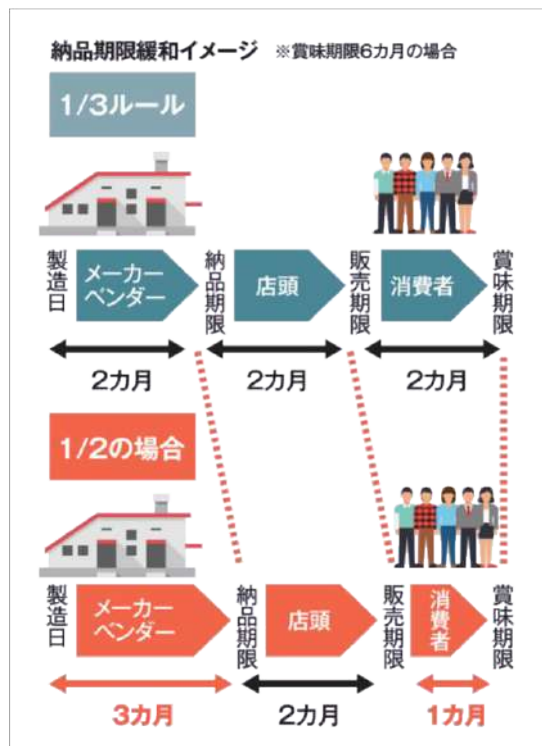 納品期限緩和イメージ ※賞味期限6カ月の場合
1/3ルール
製造日
メーカー
ベンダー
納品期限
店頭
販売期限
消費者
賞味期限
2カ月
2カ月
2カ月
1/2の場合
製造日
メーカー
ベンダー
納品期限
店頭
販売期限
消費者
賞味期限
3カ月
2カ月
1カ月